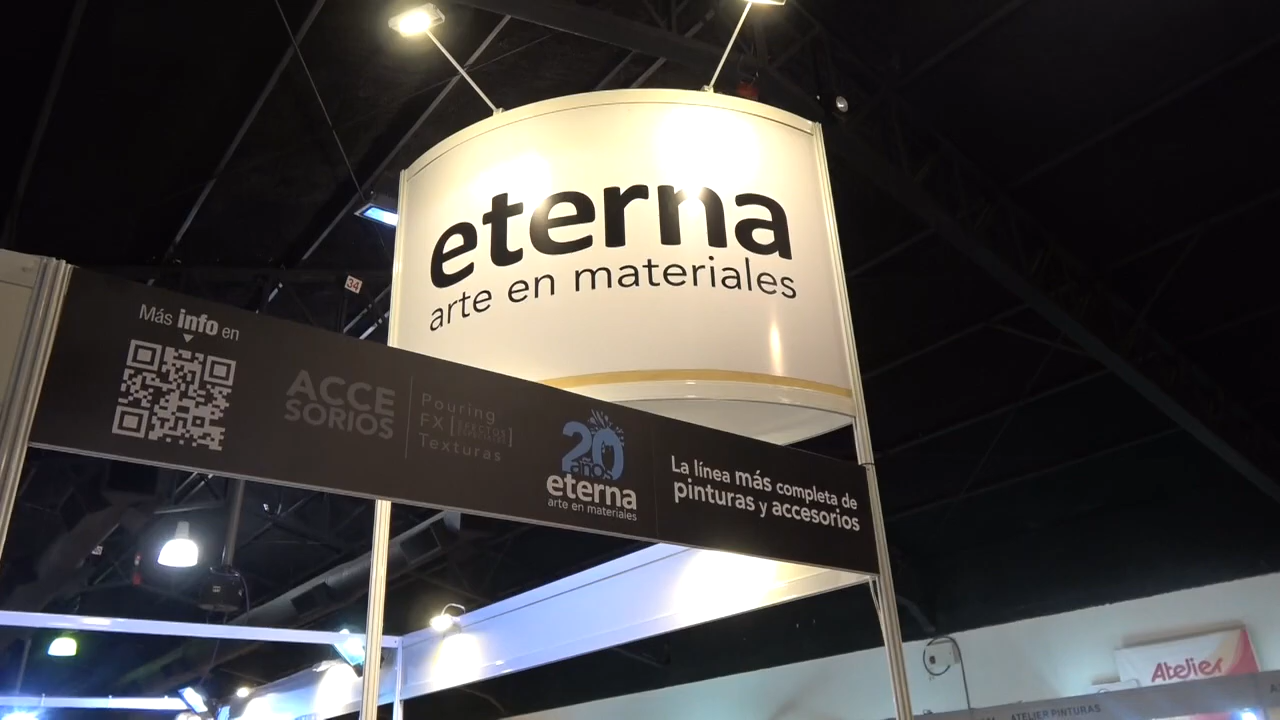 eterna
arte en materiales
34
Más info en
ACCE
SORIOS
Pouring
FX [EFECTOS
Texturas
20
años
eterna
arte en materiales
La línea más completa de
pinturas y accesorios
Atelier
ATELIER PINTURAS